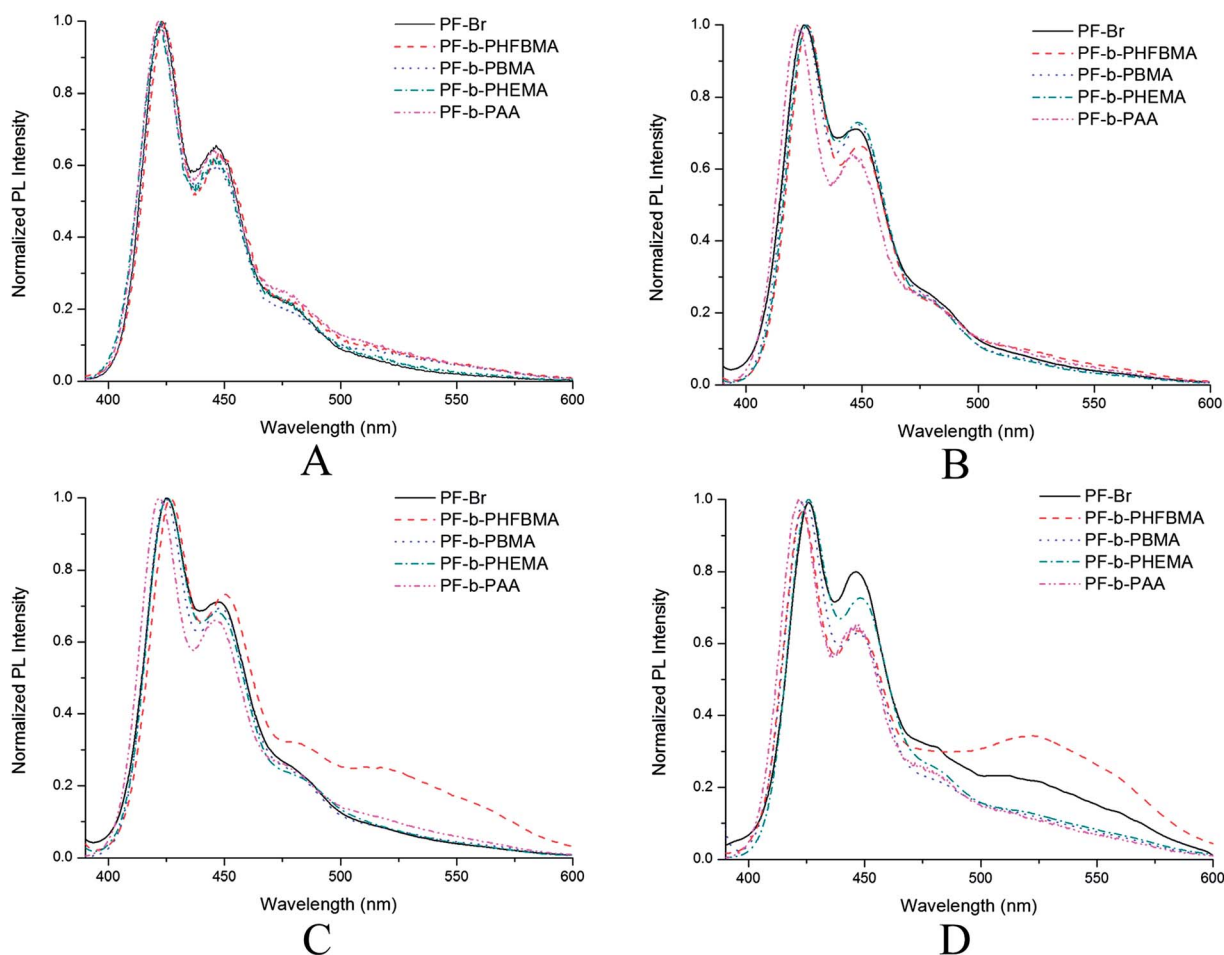 1.0
0.8
0.6
0.4
0.2
0.0
Normalized PL Intensity
400
450
500
550
600
Wavelength (nm)
PF-Br
PF-b-PHFBMA
PF-b-PBMA
PF-b-PHEMA
PF-b-PAA
A
1.0
0.8
0.6
0.4
0.2
0.0
Normalized PL Intensity
400
450
500
550
600
Wavelength (nm)
PF-Br
PF-b-PHFBMA
PF-b-PBMA
PF-b-PHEMA
PF-b-PAA
B
1.0
0.8
0.6
0.4
0.2
0.0
Normalized PL Intensity
400
450
500
550
600
Wavelength (nm)
PF-Br
PF-b-PHFBMA
PF-b-PBMA
PF-b-PHEMA
PF-b-PAA
C
1.0
0.8
0.6
0.4
0.2
0.0
Normalized PL Intensity
400
450
500
550
600
Wavelength (nm)
PF-Br
PF-b-PHFBMA
PF-b-PBMA
PF-b-PHEMA
PF-b-PAA
D